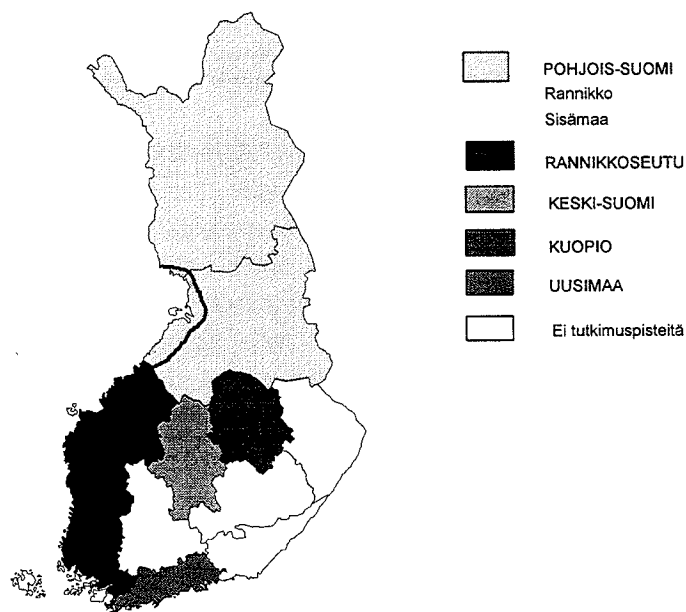 POHJOIS-SUOMI
Rannikko
Sisämaa
RANNIKKOSEUTU
KESKI-SUOMI
KUOPIO
UUSIMAA
Ei tutkimuspisteitä